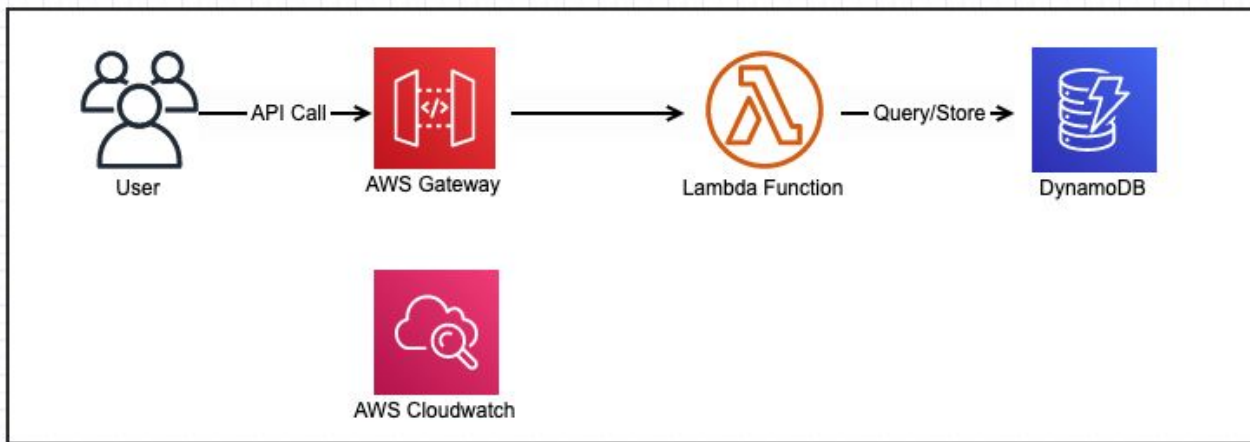 API Call
</>
Query/Store
User
AWS Gateway
Lambda Function
DynamoDB
AWS Cloudwatch